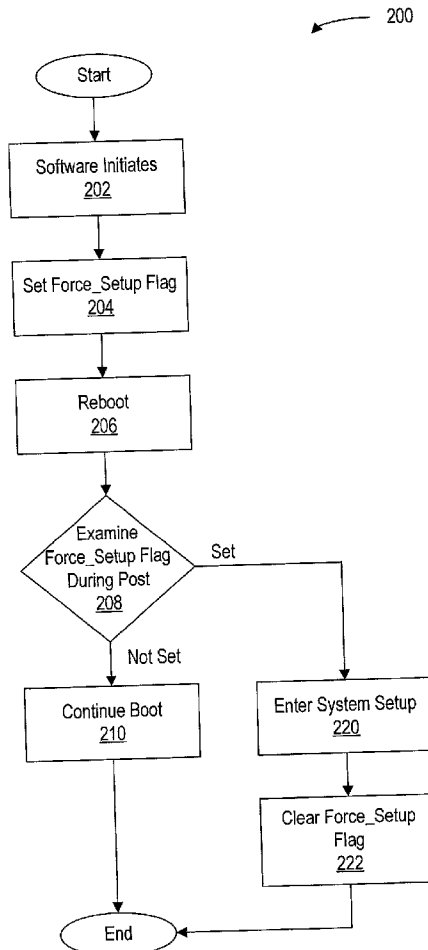 200
Start
Software Initiates
202
Set Force_Setup Flag
204
Reboot
206
Examine
Force_Setup Flag
During Post
208
Set
Not Set
Continue Boot
210
Enter System Setup
220
Clear Force_Setup
Flag
222
End